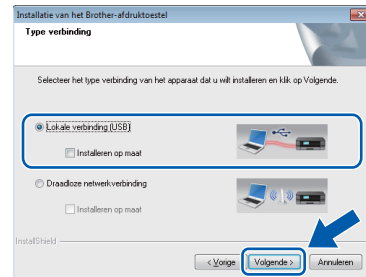 Installatie van het Brother-afdruktoestel
Type verbinding
Selecteer het type verbinding van het apparaat dat u wilt installeren en klik op Volgende.
Lokale verbinding (USB)
Installeren op maat
Draadloze netwerkverbinding
Installeren op maat
InstallShield
< Vorige
Volgende >
Annuleren